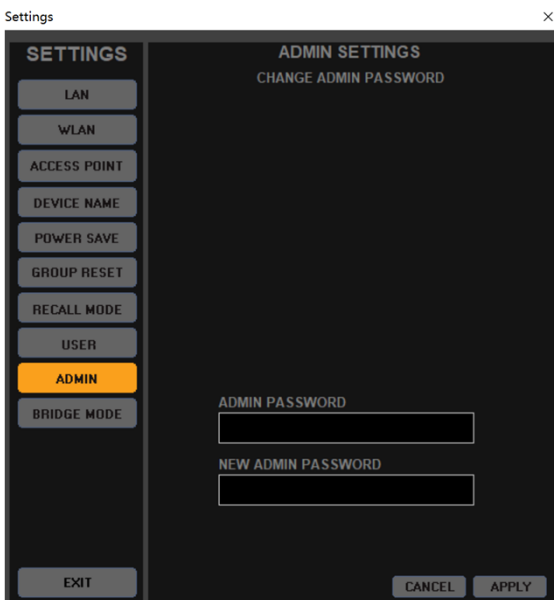 Settings
SETTINGS
LAN
WLAN
ACCESS POINT
DEVICE NAME
POWER SAVE
GROUP RESET
RECALL MODE
USER
ADMIN
BRIDGE MODE
EXIT
ADMIN SETTINGS
CHANGE ADMIN PASSWORD
ADMIN PASSWORD
NEW ADMIN PASSWORD
CANCEL APPLY